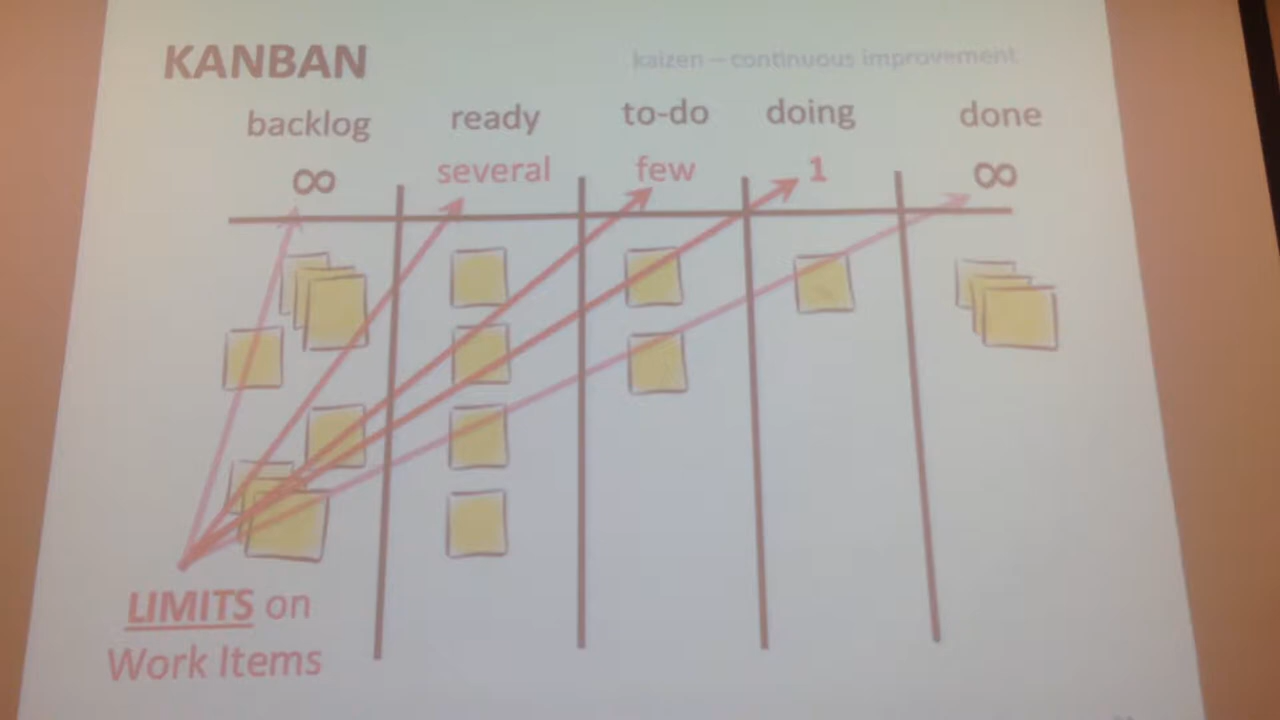 KANBAN
kaizen – continuous improvement
backlog ready to-do doing done
∞ several few 1 ∞
LIMITS on
Work Items